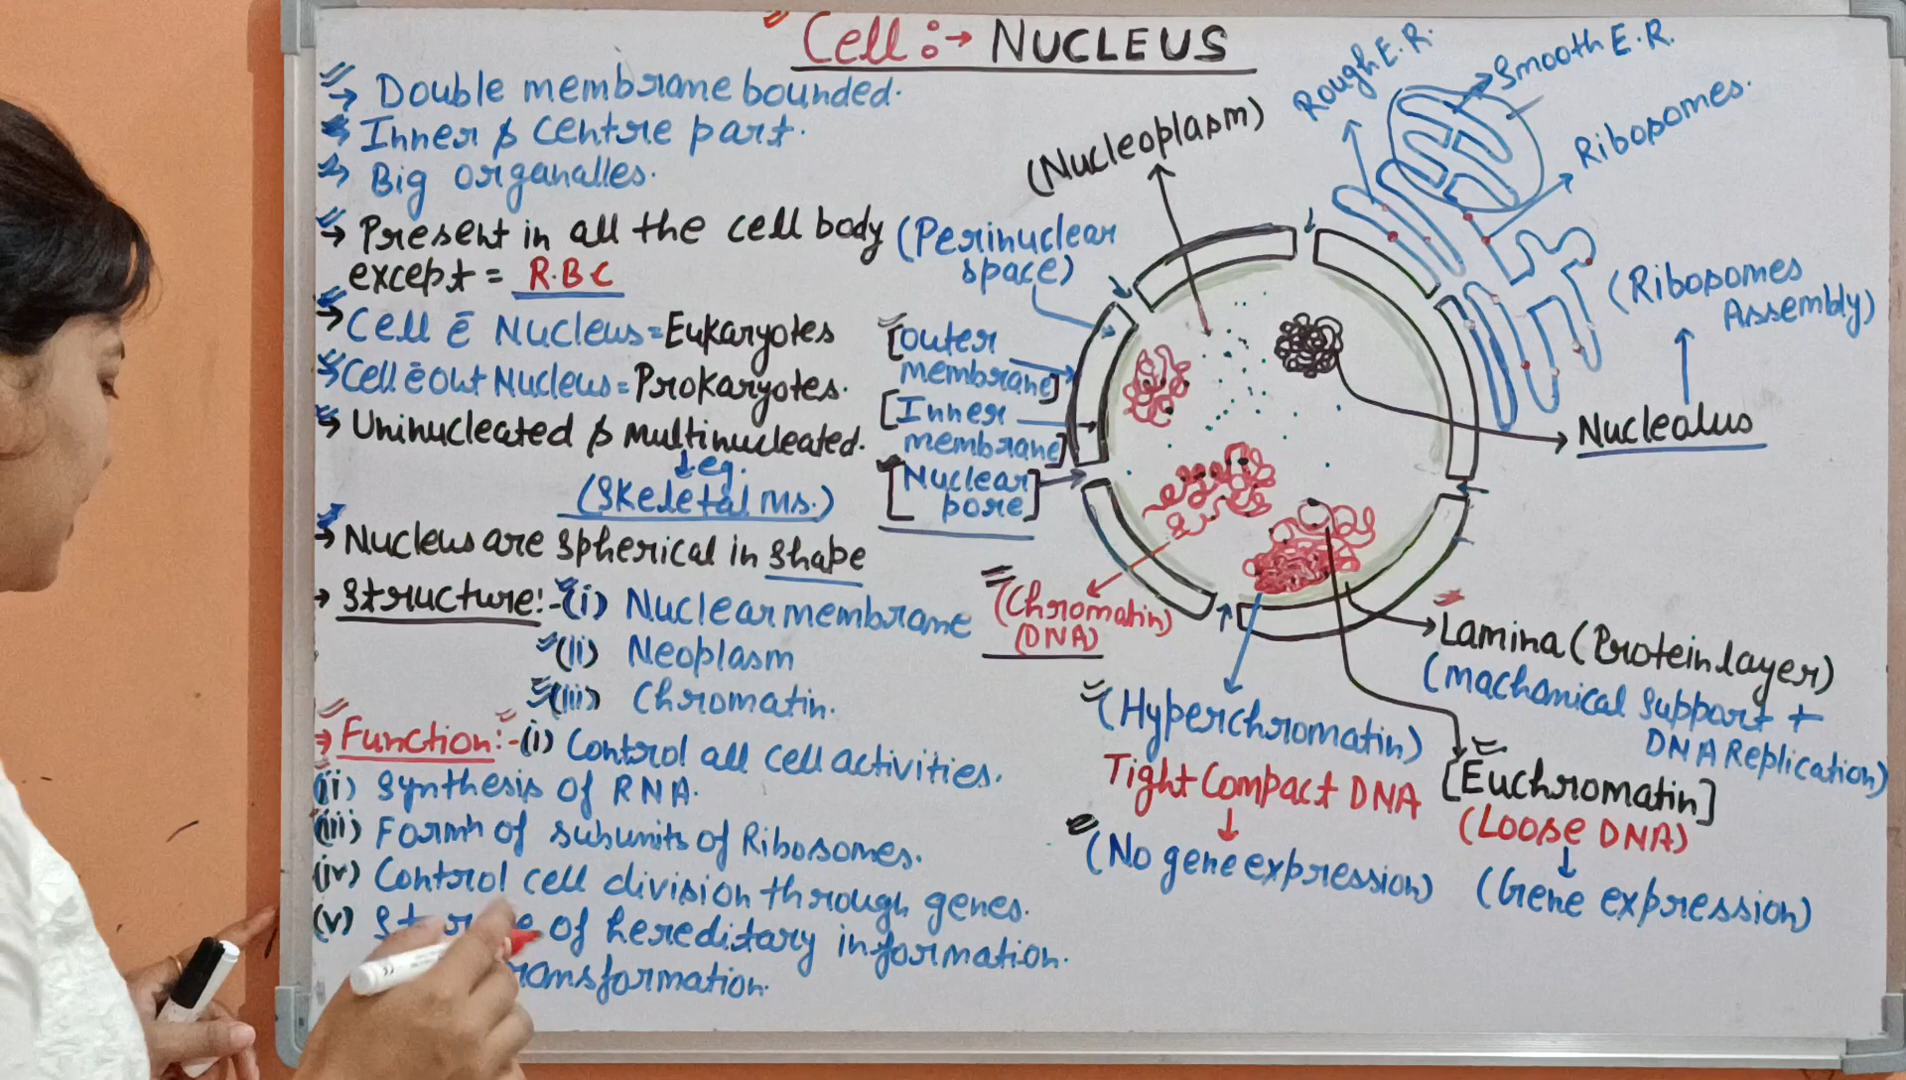 Cell :→ NUCLEUS
→ Double membrane bounded.
→ Inner & Centre part.
→ Big organalles.
→ Present in all the cell body
except = R.B.C
→ Cell c̄ Nucleus = Eukaryotes
→ Cell c̄out Nucleus = Prokaryotes.
→ Uninucleated & Multinucleated.
↓ eg.
(Skeletal ms.)
→ Nucleus are spherical in shape
→ Structure:- (i) Nuclear membrane
(ii) Neoplasm
(iii) Chromatin.
→ Function:- (i) Control all cell activities.
(ii) Synthesis of RNA.
(iii) Formn of subunits of Ribosomes.
(iv) Control cell division through genes.
(v) of hereditary information.
(Nucleoplasm)
Rough E.R.
Smooth E.R.
Ribosomes.
(Perinuclear
space)
[outer
membrane]
[Inner
membrane]
[Nuclear
pore]
(Ribosomes
Assembly)
Nucleolus
(Chromatin)
(DNA)
Lamina (Protein layer)
(machanical support +
DNA Replication)
(Hyperchromatin)
Tight Compact DNA
↓
(No gene expression)
[Euchromatin]
(Loose DNA)
↓
(Gene expression)